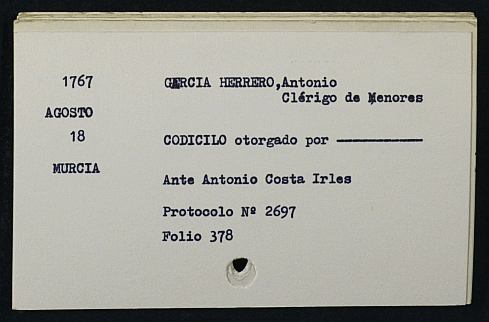 1767 GARCIA HERRERO,Antonio
Clérigo de Menores
AGOSTO
18 CODICILO otorgado por ――――――
MURCIA
Ante Antonio Costa Irles
Protocolo Nº 2697
Folio 378